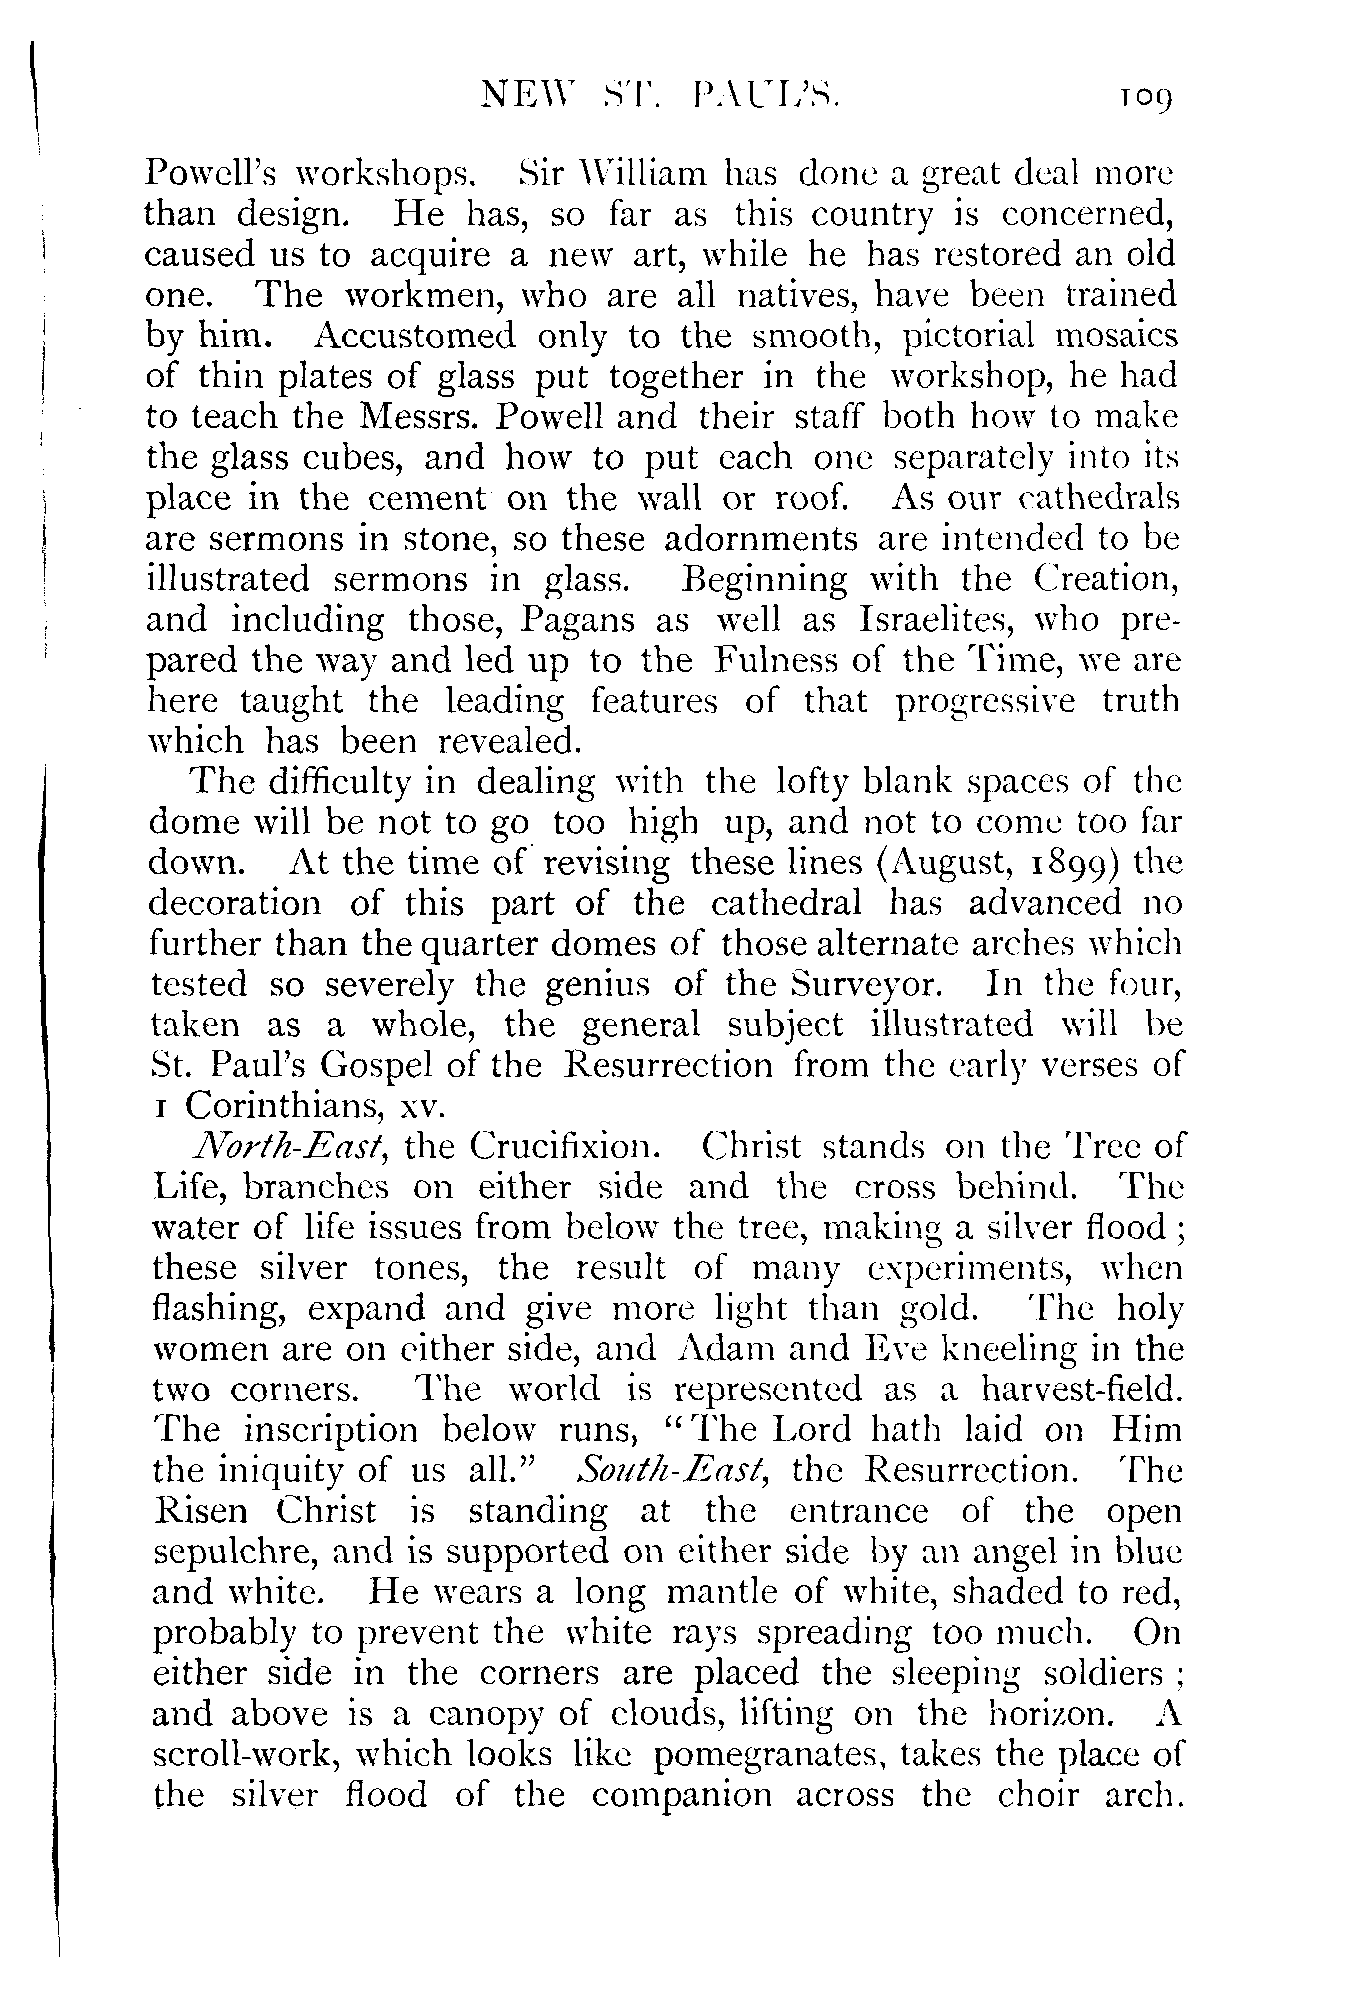 NEW ST. PAUL'S. 109
Powell's workshops. Sir William has done a great deal more
than design. He has, so far as this country is concerned,
caused us to acquire a new art, while he has restored an old
one. The workmen, who are all natives, have been trained
by him. Accustomed only to the smooth, pictorial mosaics
of thin plates of glass put together in the workshop, he had
to teach the Messrs. Powell and their staff both how to make
the glass cubes, and how to put each one separately into its
place in the cement on the wall or roof. As our cathedrals
are sermons in stone, so these adornments are intended to be
illustrated sermons in glass. Beginning with the Creation,
and including those, Pagans as well as Israelites, who pre-
pared the way and led up to the Fulness of the Time, we are
here taught the leading features of that progressive truth
which has been revealed.
The difficulty in dealing with the lofty blank spaces of the
dome will be not to go too high up, and not to come too far
down. At the time of revising these lines (August, 1899) the
decoration of this part of the cathedral has advanced no
further than the quarter domes of those alternate arches which
tested so severely the genius of the Surveyor. In the four,
taken as a whole, the general subject illustrated will be
St. Paul's Gospel of the Resurrection from the early verses of
1 Corinthians, xv.
North-East, the Crucifixion. Christ stands on the Tree of
Life, branches on either side and the cross behind. The
water of life issues from below the tree, making a silver flood ;
these silver tones, the result of many experiments, when
flashing, expand and give more light than gold. The holy
women are on either side, and Adam and Eve kneeling in the
two corners. The world is represented as a harvest-field.
The inscription below runs, "The Lord hath laid on Him
the iniquity of us all." South-East, the Resurrection. The
Risen Christ is standing at the entrance of the open
sepulchre, and is supported on either side by an angel in blue
and white. He wears a long mantle of white, shaded to red,
probably to prevent the white rays spreading too much. On
either side in the corners are placed the sleeping soldiers ;
and above is a canopy of clouds, lifting on the horizon. A
scroll-work, which looks like pomegranates, takes the place of
the silver flood of the companion across the choir arch.